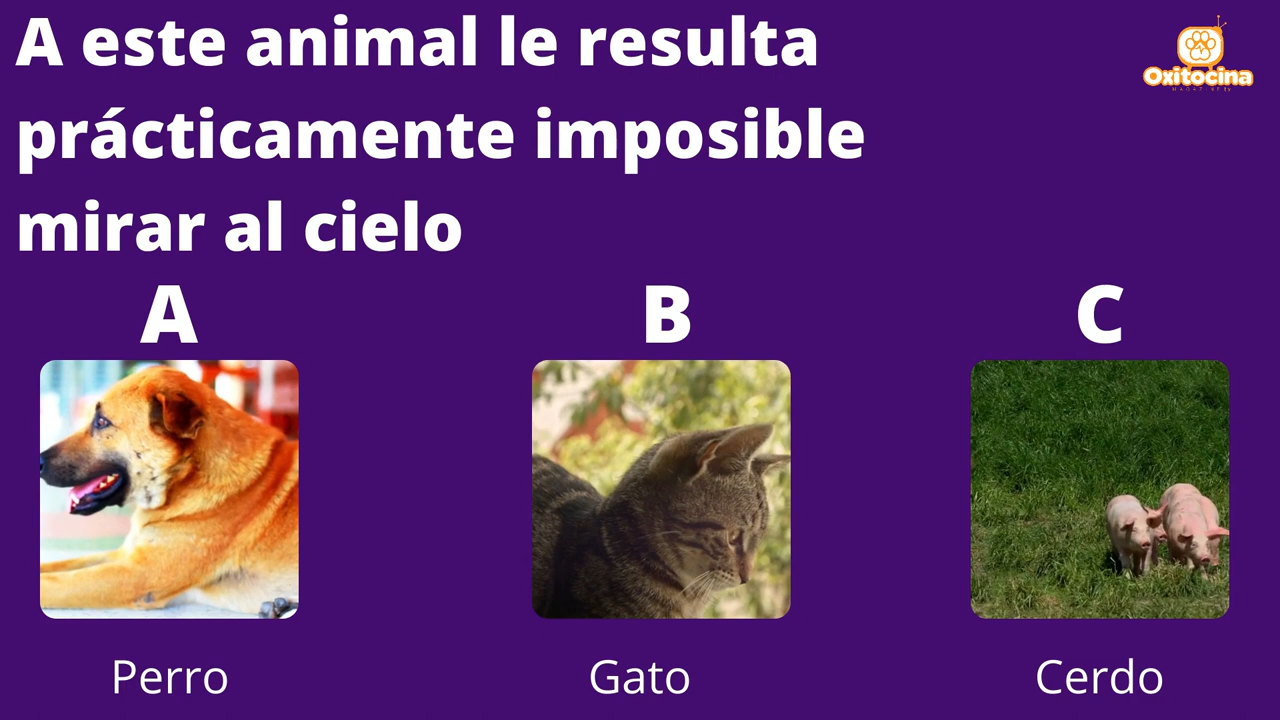 A este animal le resulta
prácticamente imposible
mirar al cielo
Oxitocina
A
B
C
Perro
Gato
Cerdo